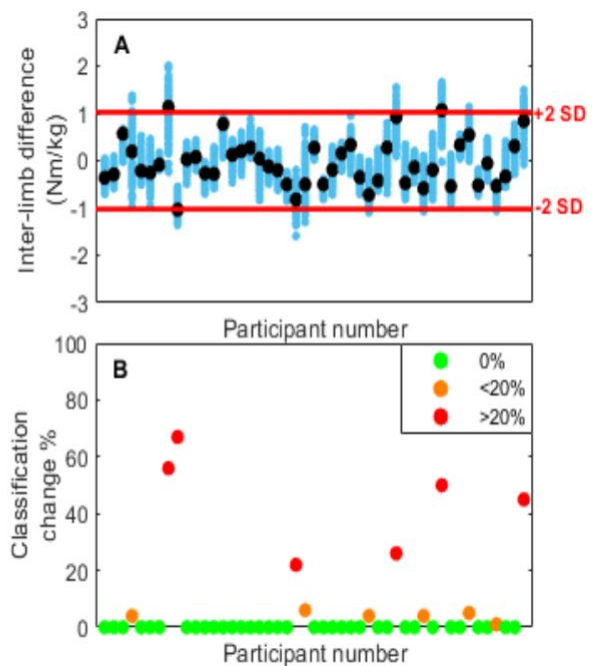 3
A
2
1
+2 SD
0
-1
-2 SD
-2
-3
Inter-limb difference
(Nm/kg)
Participant number
100
B
0%
<20%
>20%
80
60
40
20
0
Classification
change %
Participant number